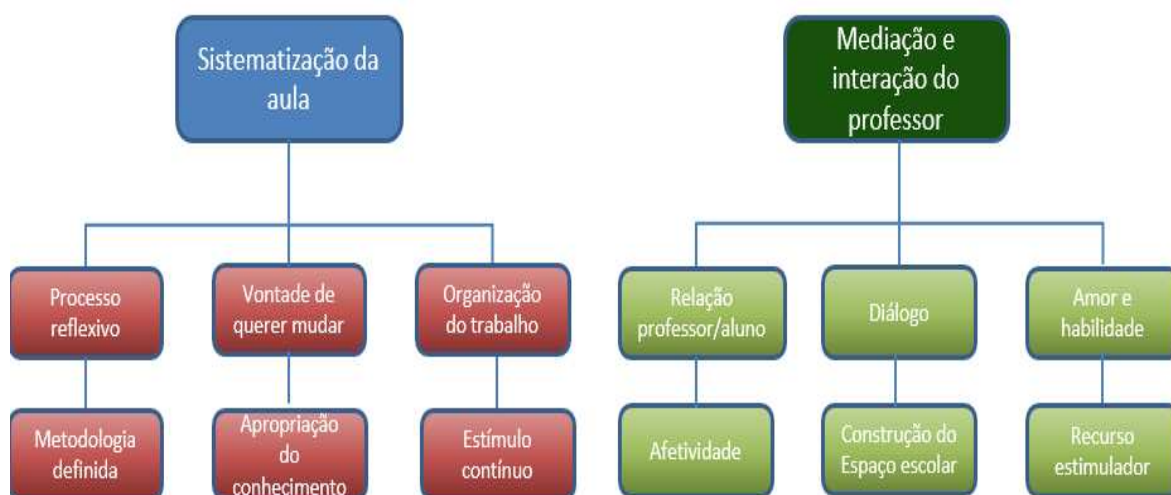 Sistematização da
aula
Mediação e
interação do
professor
Processo
reflexivo
Vontade de
querer mudar
Organização
do trabalho
Relação
professor/aluno
Diálogo
Amor e
habilidade
Metodologia
definida
Apropriação
do
conhecimento
Estímulo
contínuo
Afetividade
Construção do
Espaço escolar
Recurso
estimulador